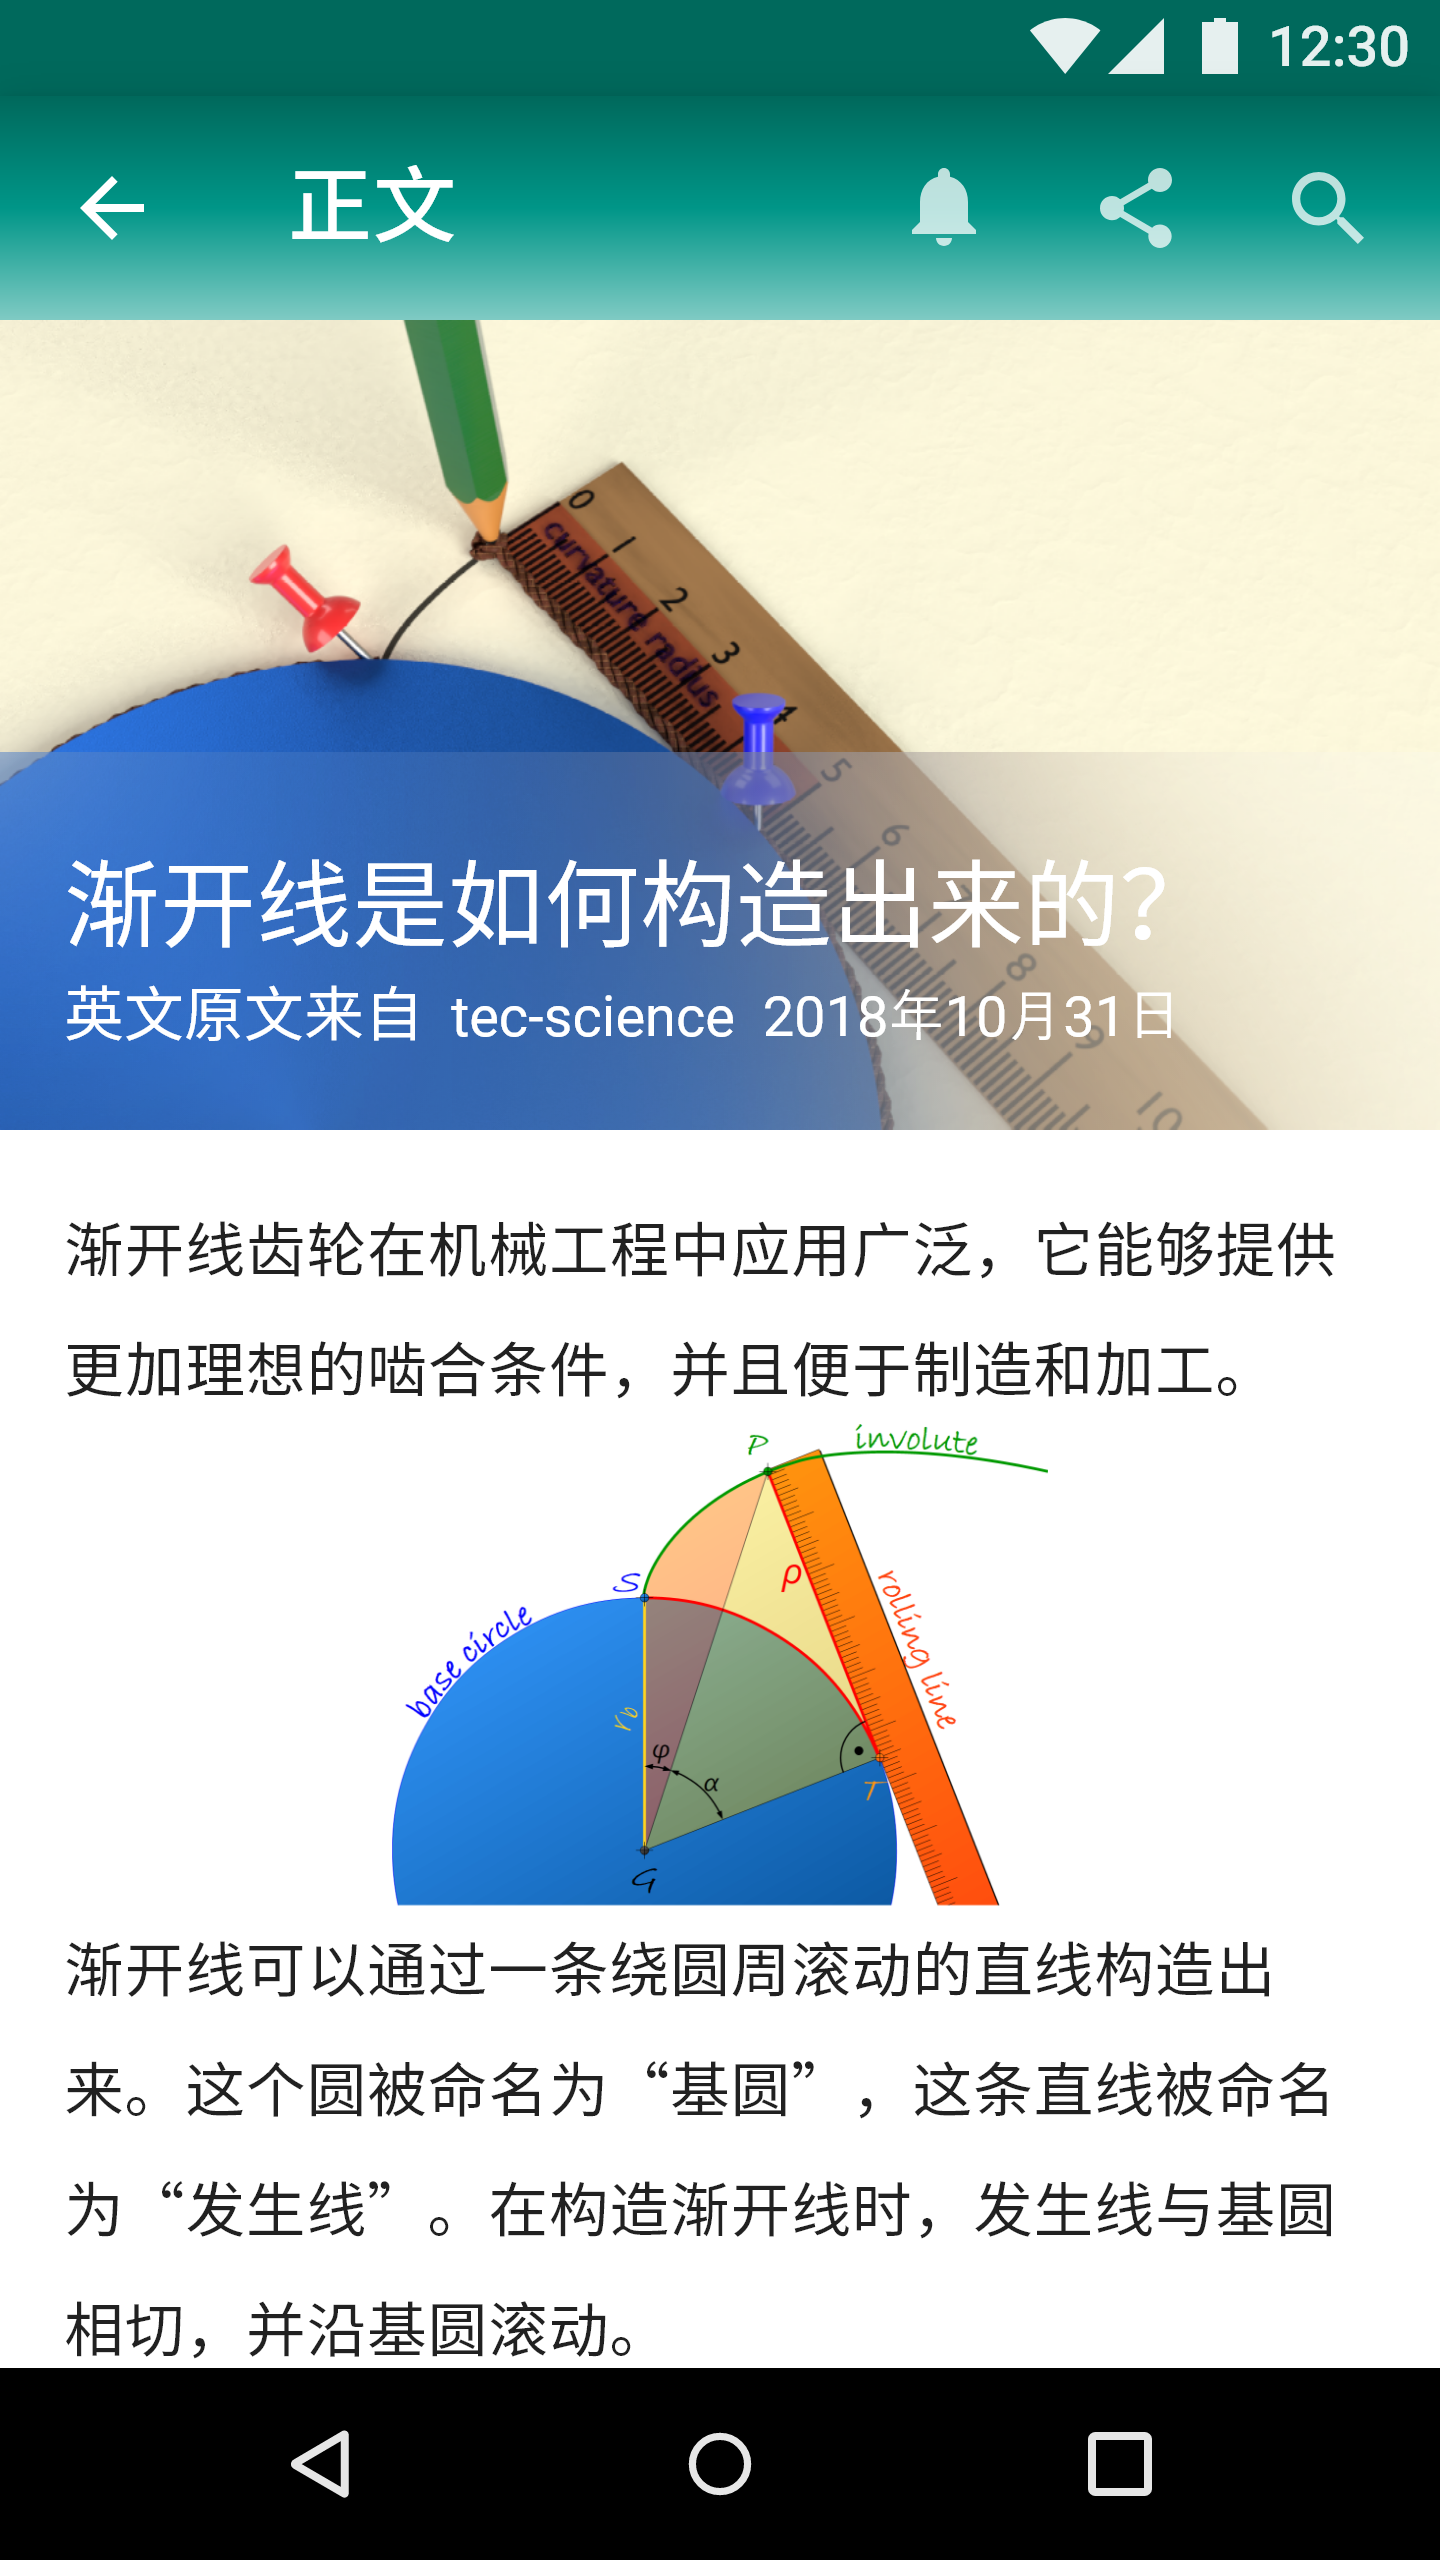 12:30
正文
0
1
2
3
4
5
6
8
9
10
curvature radius
渐开线是如何构造出来的?
英文原文来自 tec-science 2018年10月31日
渐开线齿轮在机械工程中应用广泛，它能够提供
更加理想的啮合条件，并且便于制造和加工。
P
involute
S
ρ
base circle
rolling line
rb
φ
α
T
G
渐开线可以通过一条绕圆周滚动的直线构造出
来。这个圆被命名为“基圆”，这条直线被命名
为“发生线”。在构造渐开线时，发生线与基圆
相切，并沿基圆滚动。